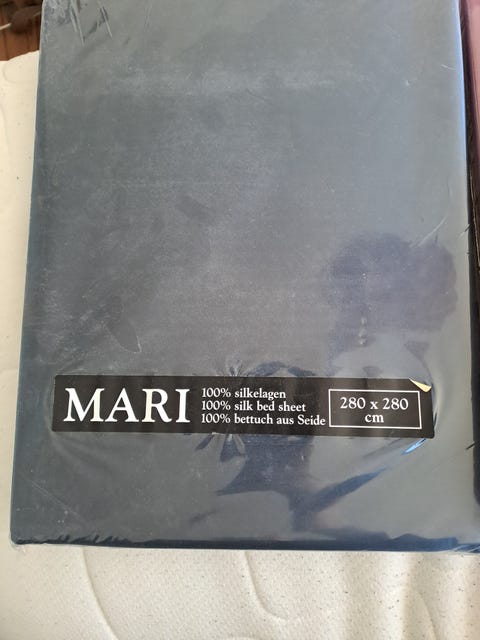 MARI
100% silkelagen
100% silk bed sheet
100% bettuch aus Seide
280 x 280
cm